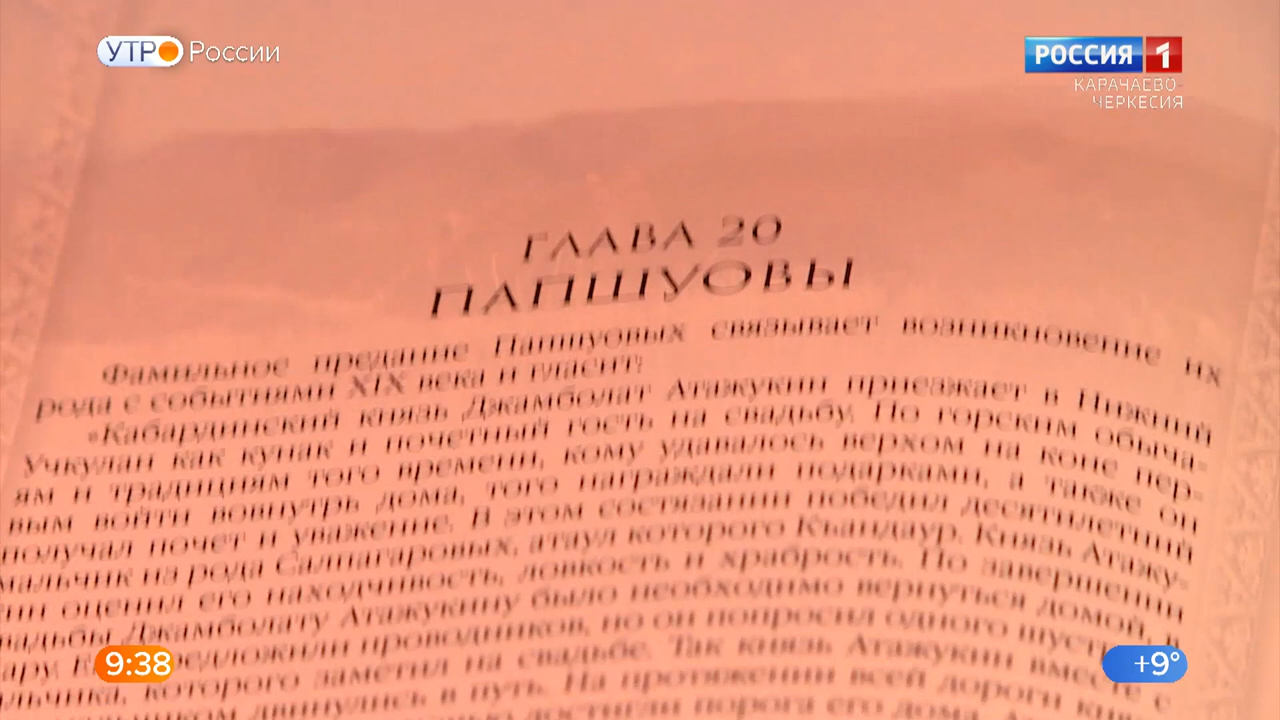 УТРО России
РОССИЯ 1
КАРАЧАЕВО-
ЧЕРКЕСИЯ
ГЛАВА 20
ПАПШУОВЫ
Фамильное предание Папшуовых связывает возникновение их
рода с событиями XIX века и гласит:
«Кабардинский князь Джамболат Атажукин приезжает в Нижний
Учкулан как кунак и почетный гость на свадьбу. По горским обыча-
ям и традициям того времени, кому удавалось верхом на коне пер-
вым войти вовнутрь дома, того награждали подарками, а также он
получал почет и уважение. В этом состязании победил десятилетний
мальчик из рода Салпагаровых, атаул которого Къандаур. Князь Атажу-
оценил его находчивость, ловкость и храбрость. По завершении
Джамболату Атажукину было необходимо вернуться домой, в
проводников, но он попросил одного
которого заметил на свадьбе. Так князь Атажукин вместе с
двинулись в путь. На протяжении всей дороги
достигли порога его дома.
9:38
+9°